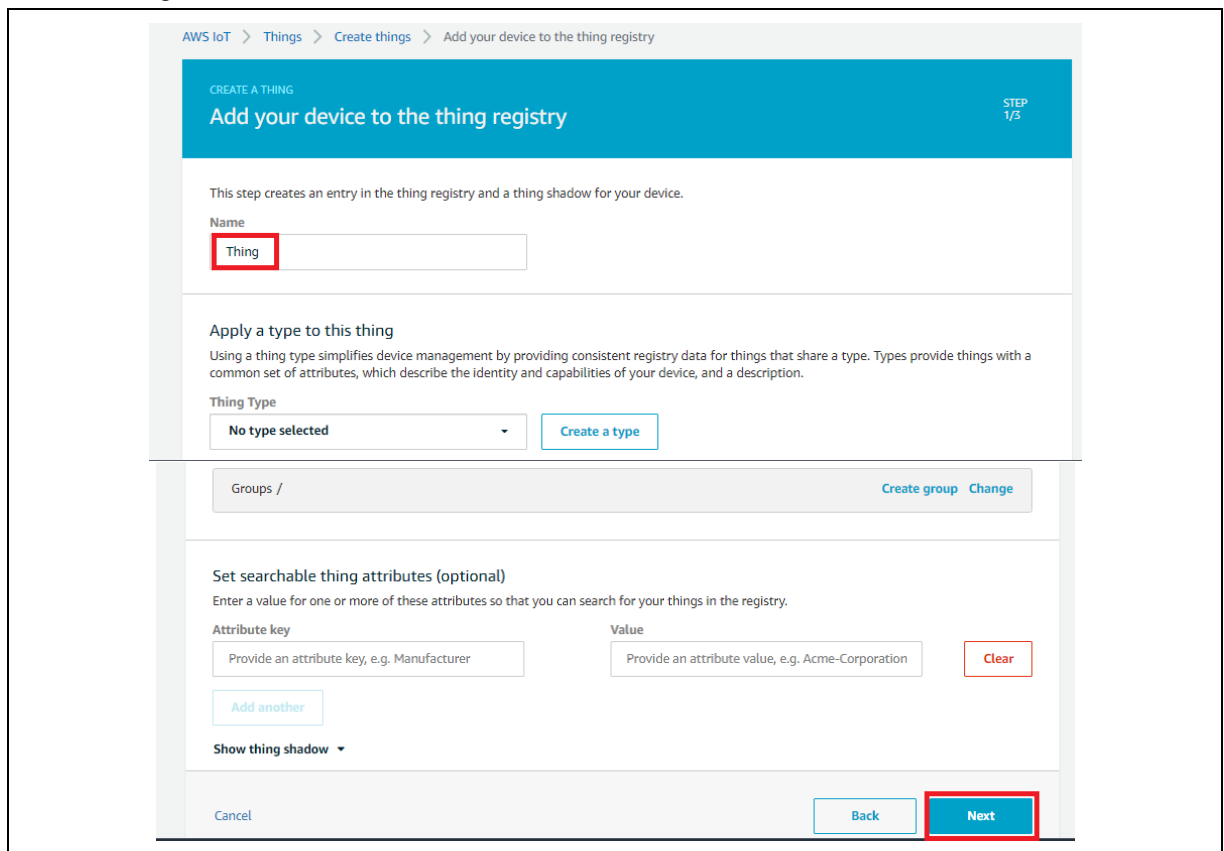 AWS IoT > Things > Create things > Add your device to the thing registry
CREATE A THING
Add your device to the thing registry
STEP
1/3
This step creates an entry in the thing registry and a thing shadow for your device.
Name
Thing
Apply a type to this thing
Using a thing type simplifies device management by providing consistent registry data for things that share a type. Types provide things with a
common set of attributes, which describe the identity and capabilities of your device, and a description.
Thing Type
No type selected
Create a type
Groups /
Create group Change
Set searchable thing attributes (optional)
Enter a value for one or more of these attributes so that you can search for your things in the registry.
Attribute key
Value
Provide an attribute key, e.g. Manufacturer
Provide an attribute value, e.g. Acme-Corporation
Clear
Add another
Show thing shadow
Cancel
Back
Next